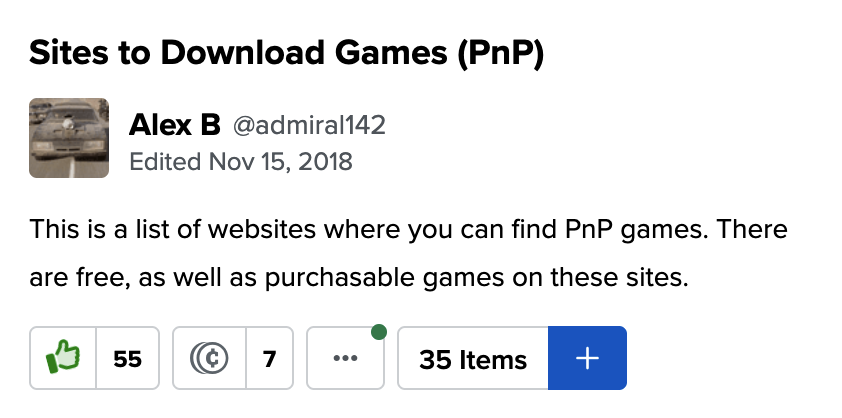 Sites to Download Games (PnP)
Alex B @admiral142
Edited Nov 15, 2018
This is a list of websites where you can find PnP games. There
are free, as well as purchasable games on these sites.
55 7 ••• 35 Items +